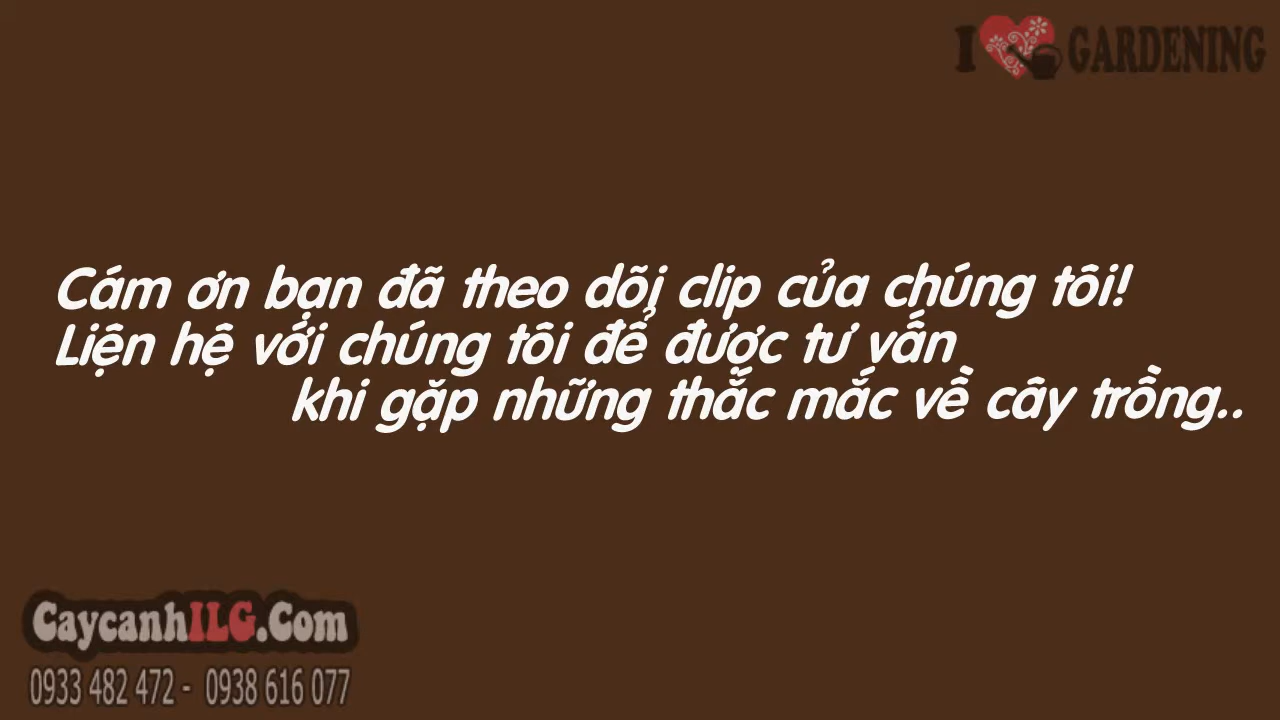 I GARDENING
Cám ơn bạn đã theo dõi clip của chúng tôi!
Liện hệ với chúng tôi để được tư vấn
khi gặp những thắc mắc về cây trồng..
CaycanhILG.Com
0933 482 472 - 0938 616 077